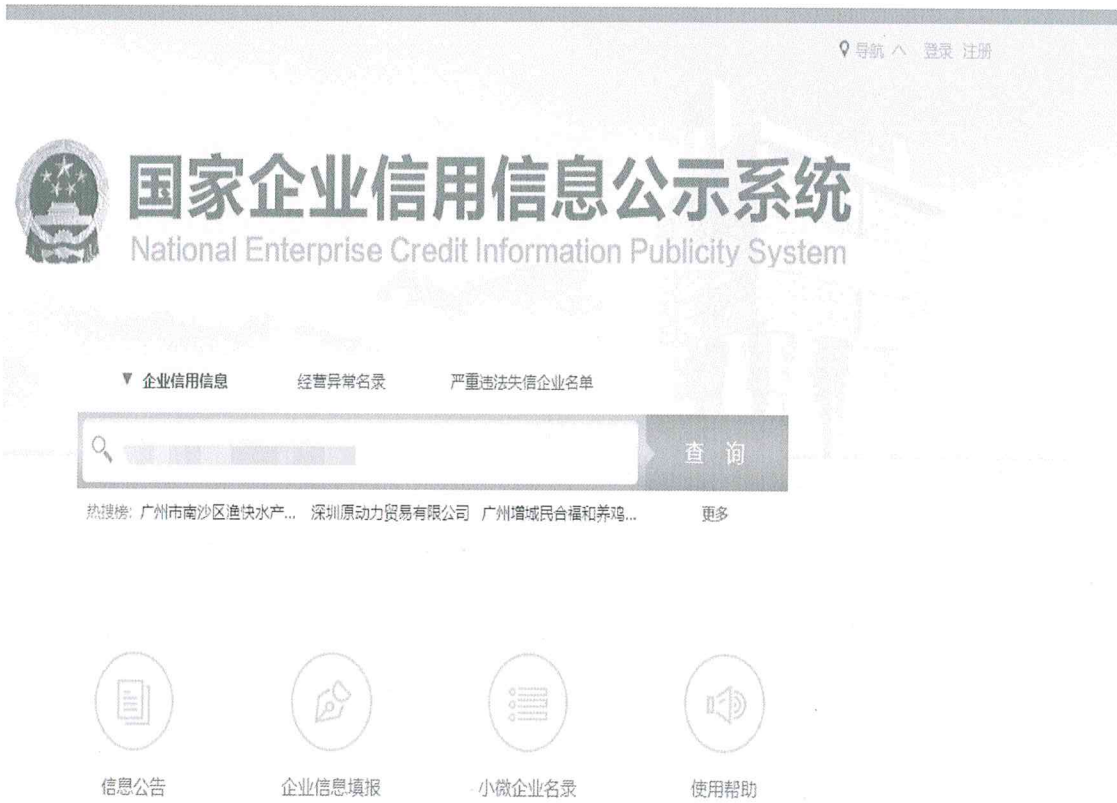 导航 登录 注册
国家企业信用信息公示系统
National Enterprise Credit Information Publicity System
企业信用信息 经营异常名录 严重违法失信企业名单
查 询
热搜榜: 广州市南沙区渔快水产... 深圳原动力贸易有限公司 广州增城民合福和养鸡... 更多
信息公告 企业信息填报 小微企业名录 使用帮助